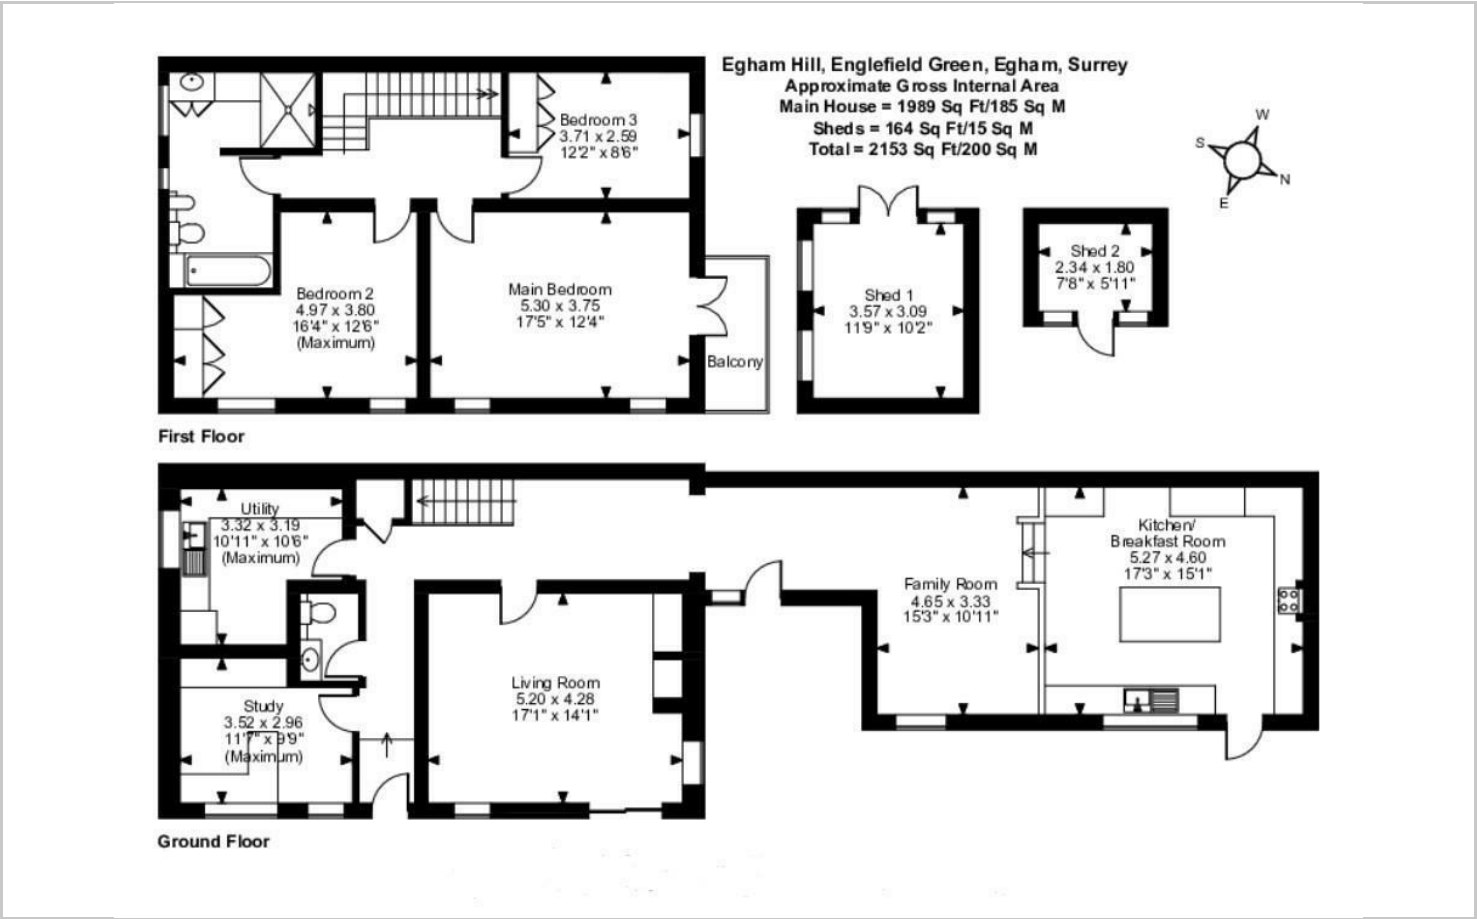 Egham Hill, Englefield Green, Egham, Surrey
Approximate Gross Internal Area
Main House = 1989 Sq Ft/185 Sq M
Sheds = 164 Sq Ft/15 Sq M
Total = 2153 Sq Ft/200 Sq M
W
S
N
E
Bedroom 3
3.71 x 2.59
12'2" x 8'6"
Bedroom 2
4.97 x 3.80
16'4" x 12'6"
(Maximum)
Main Bedroom
5.30 x 3.75
17'5" x 12'4"
Balcony
Shed 1
3.57 x 3.09
11'9" x 10'2"
Shed 2
2.34 x 1.80
7'8" x 5'11"
First Floor
Utility
3.32 x 3.19
10'11" x 10'6"
(Maximum)
Study
3.52 x 2.96
11'7" x 9'9"
(Maximum)
Living Room
5.20 x 4.28
17'1" x 14'1"
Family Room
4.65 x 3.33
15'3" x 10'11"
Kitchen/
Breakfast Room
5.27 x 4.60
17'3" x 15'1"
Ground Floor